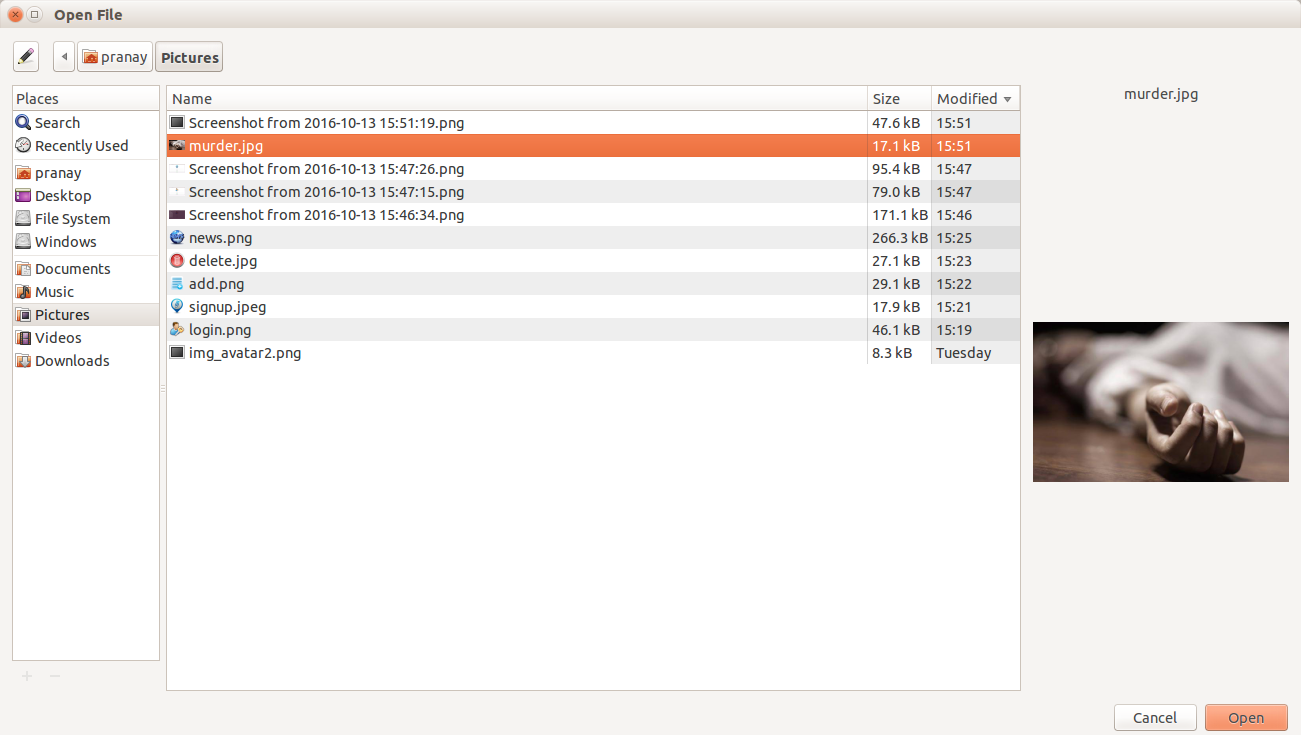 Open File
pranay Pictures
Places
Search
Recently Used
pranay
Desktop
File System
Windows
Documents
Music
Pictures
Videos
Downloads
Name Size Modified
Screenshot from 2016-10-13 15:51:19.png 47.6 kB 15:51
murder.jpg 17.1 kB 15:51
Screenshot from 2016-10-13 15:47:26.png 95.4 kB 15:47
Screenshot from 2016-10-13 15:47:15.png 79.0 kB 15:47
Screenshot from 2016-10-13 15:46:34.png 171.1 kB 15:46
news.png 266.3 kB 15:25
delete.jpg 27.1 kB 15:23
add.png 29.1 kB 15:22
signup.jpeg 17.9 kB 15:21
login.png 46.1 kB 15:19
img_avatar2.png 8.3 kB Tuesday
murder.jpg
Cancel Open